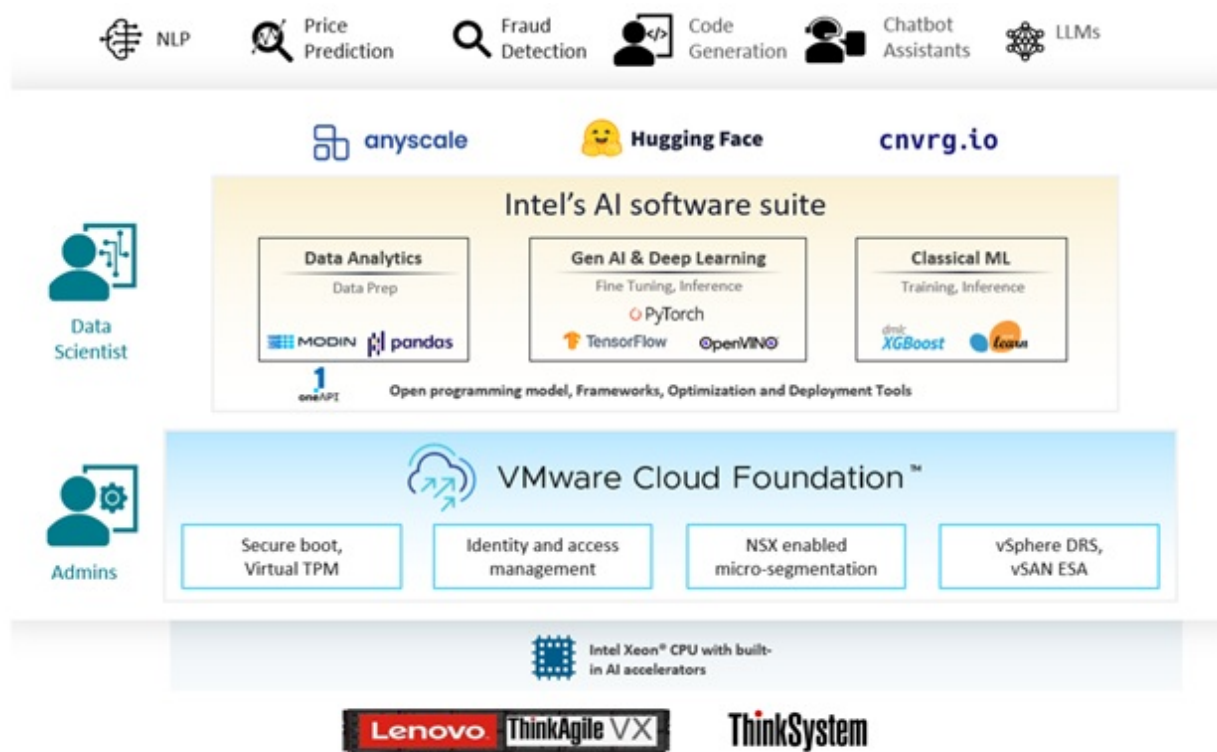 NLP
Price
Prediction
Fraud
Detection
Code
Generation
Chatbot
Assistants
LLMs
anyscale
Hugging Face
cnvrg.io
Intel's AI software suite
Data Analytics
Data Prep
MODIN
pandas
Gen AI & Deep Learning
Fine Tuning, Inference
PyTorch
TensorFlow
OpenVINO
Classical ML
Training, Inference
dmlc
XGBoost
learn
Data
Scientist
1
oneAPI
Open programming model, Frameworks, Optimization and Deployment Tools
VMware Cloud Foundation™
Secure boot,
Virtual TPM
Identity and access
management
NSX enabled
micro-segmentation
vSphere DRS,
vSAN ESA
Admins
Intel Xeon® CPU with built-
in AI accelerators
Lenovo ThinkAgile VX
ThinkSystem